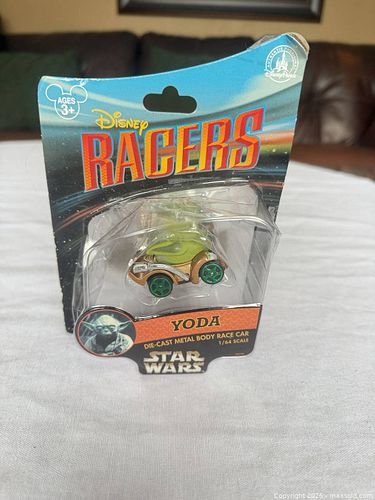 AGES
3+
Disney
RACERS
YODA
DIE-CAST METAL BODY RACE CAR
1/64 SCALE
STAR
WARS
Copyright ©2026 - maxsold.com